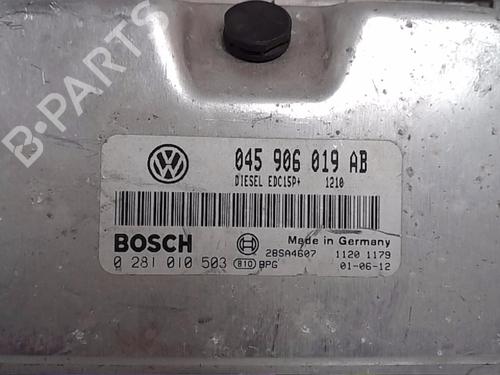 B-PARTS
045 906 019 AB
DIESEL EDC15P+ 1210
BOSCH
Made in Germany
28SA4607 1120 1179
0 281 010 503 810 BPG 01-06-12